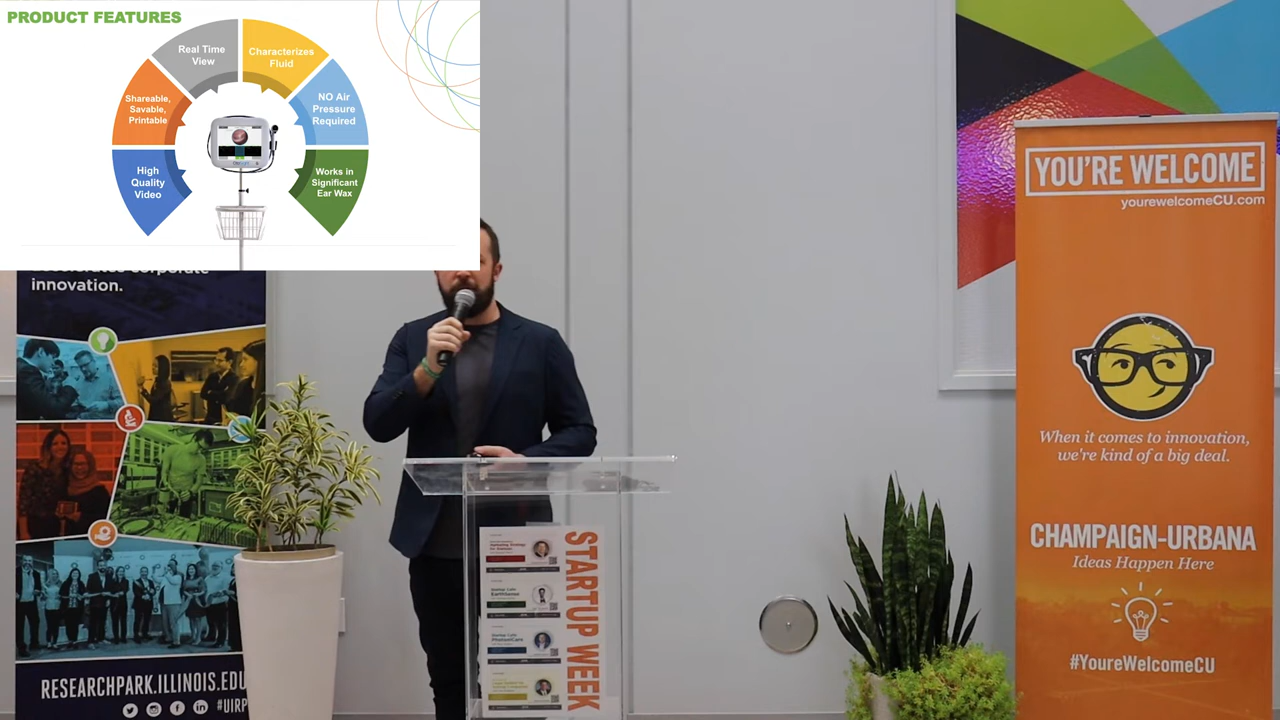 PRODUCT FEATURES
Real Time
View
Characterizes
Fluid
Shareable,
Savable,
Printable
NO Air
Pressure
Required
High
Quality
Video
Works in
Significant
Ear Wax
innovation.
RESEARCHPARK.ILLINOIS.EDU
#UIRP
STARTUP WEEK
YOU'RE WELCOME
yourewelcomeCU.com
When it comes to innovation,
we're kind of a big deal.
CHAMPAIGN-URBANA
Ideas Happen Here
#YoureWelcomeCU